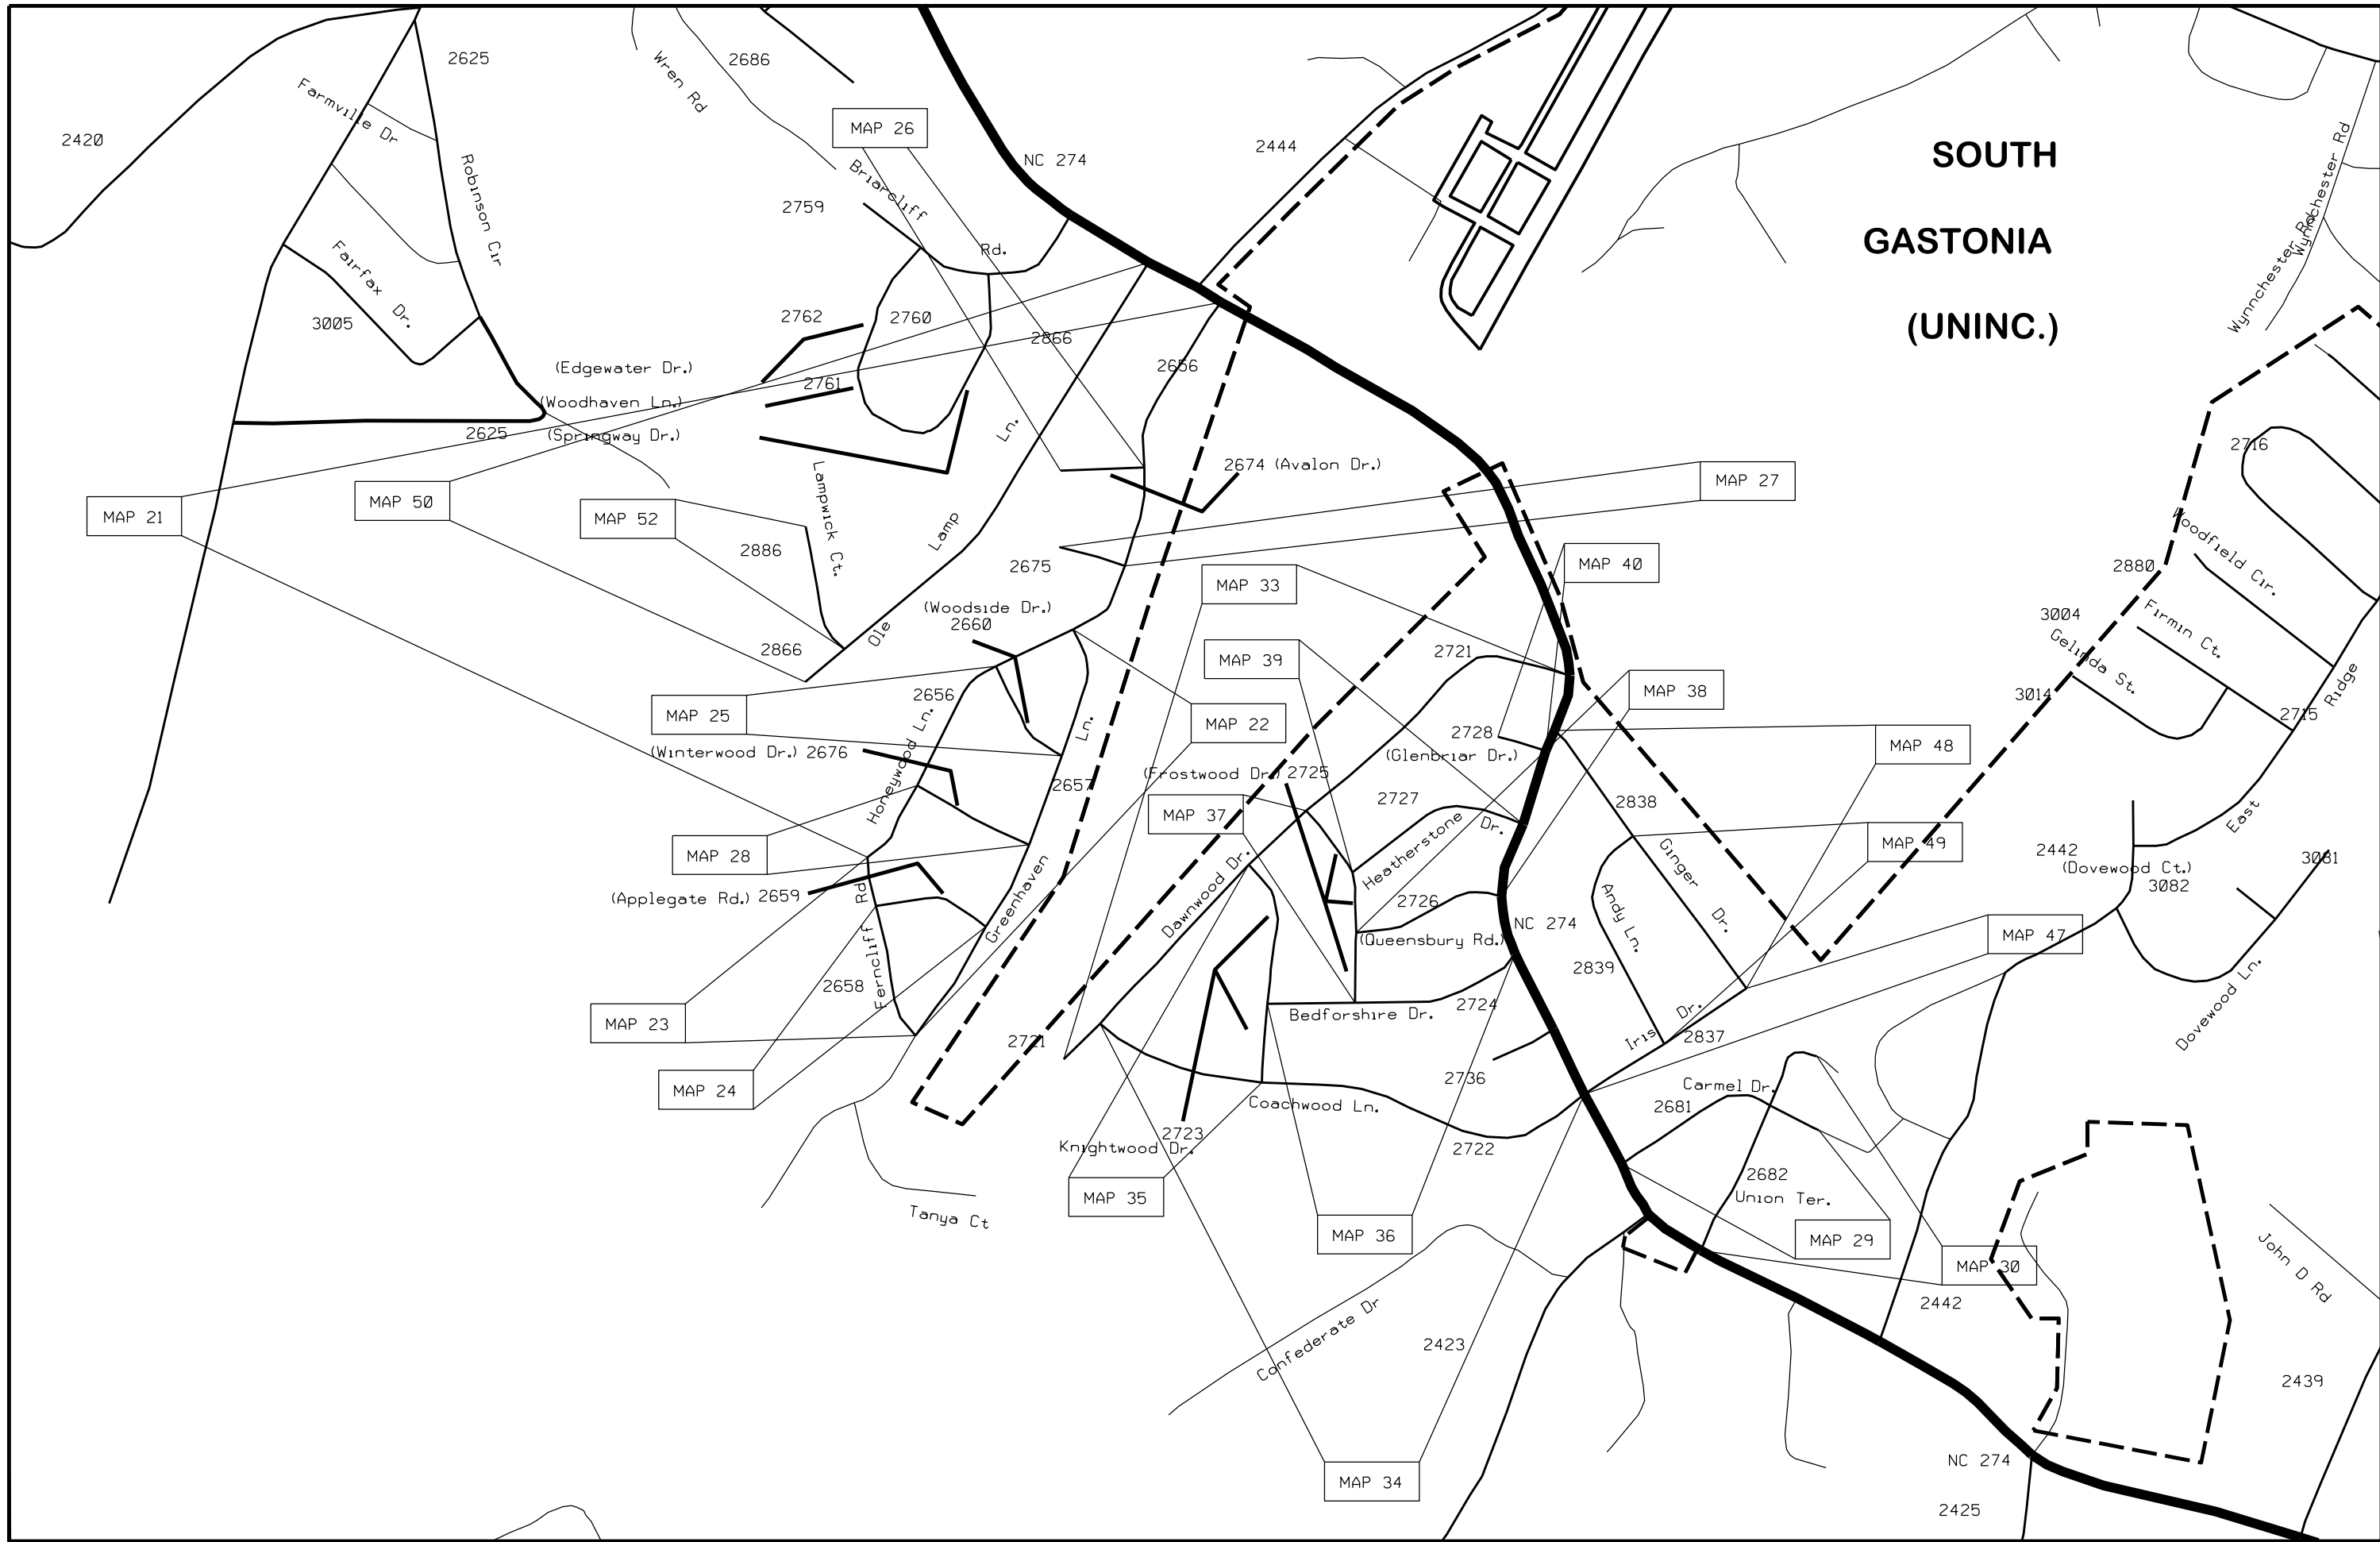 2625
2686
Wren Rd
Farmville Dr
2420
MAP 26
NC 274
2444
SOUTH
GASTONIA
(UNINC.)
Wynchester Rd
Wynchester Rd
Robinson Cir
Briarcliff
Rd.
2759
Fairfax Dr.
3005
2762
2760
2866
2656
(Edgewater Dr.)
2761
(Woodhaven Ln.)
2625
(Springway Dr.)
2716
Ln.
2674 (Avalon Dr.)
MAP 27
MAP 21
MAP 50
MAP 52
Lampwick Ct.
Lamp
2886
2675
MAP 33
MAP 40
2880
Woodfield Cir.
(Woodside Dr.)
2660
Ole
2866
3004
Firmin Ct.
Gelinda St.
MAP 39
2721
MAP 38
3014
2715
Ridge
MAP 25
2656
MAP 22
Ln.
2728
(Glenbriar Dr.)
MAP 48
(Winterwood Dr.) 2676
Honeywood Ln.
2657
(Frostwood Dr.) 2725
2727
2838
MAP 37
Heatherstone Dr.
East
MAP 28
Dawnwood Dr.
Ginger Dr.
MAP 49
2442
(Dovewood Ct.)
3082
3081
(Applegate Rd.) 2659
Greenhaven
2726
Andy Ln.
NC 274
(Queensbury Rd.)
MAP 47
Ferncliff Rd
2658
2839
Dovewood Ln.
MAP 23
2724
Bedforshire Dr.
Iris Dr.
2837
2721
MAP 24
2736
Carmel Dr.
2681
Coachwood Ln.
2723
Knightwood Dr.
2722
MAP 35
2682
Union Ter.
Tanya Ct
MAP 36
MAP 29
MAP 30
John D Rd
2442
Confederate Dr
2423
2439
MAP 34
NC 274
2425